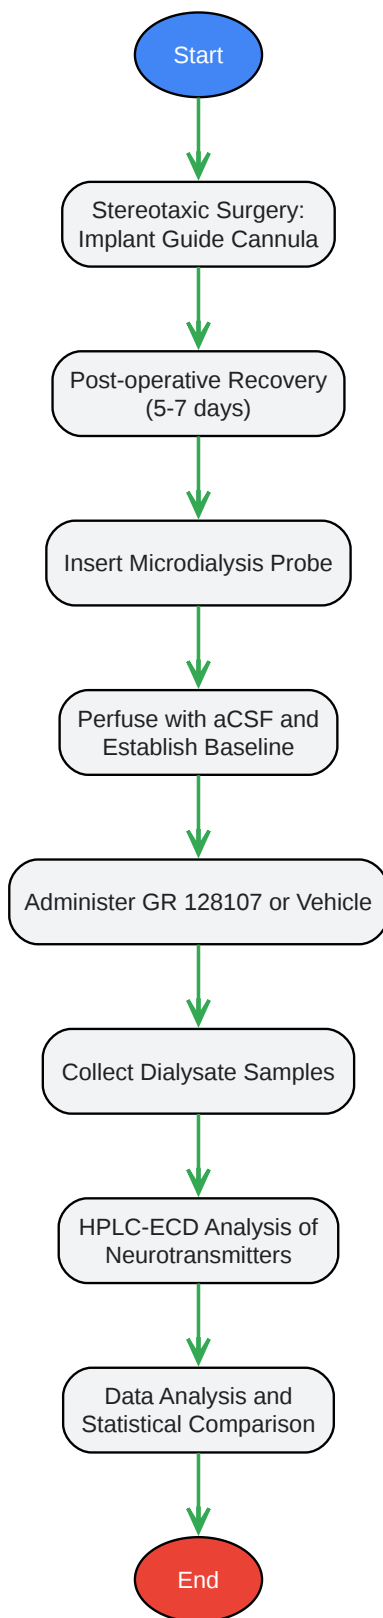 Start
Stereotaxic Surgery:
Implant Guide Cannula
Post-operative Recovery
(5-7 days)
Insert Microdialysis Probe
Perfuse with aCSF and
Establish Baseline
Administer GR 128107 or Vehicle
Collect Dialysate Samples
HPLC-ECD Analysis of
Neurotransmitters
Data Analysis and
Statistical Comparison
End